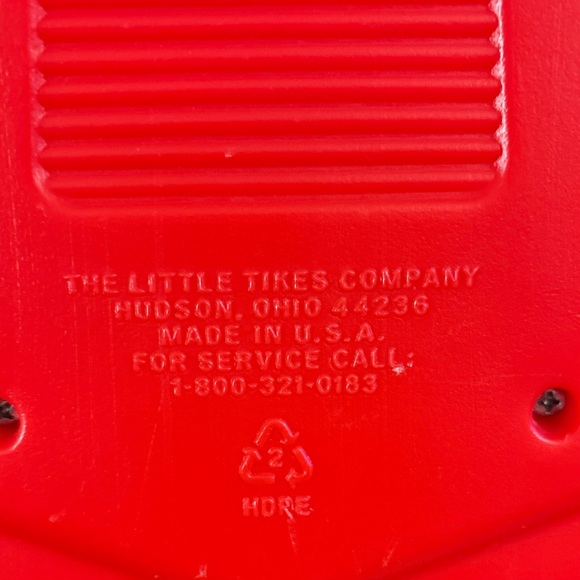 THE LITTLE TIKES COMPANY
HUDSON, OHIO 44236
MADE IN U.S.A.
FOR SERVICE CALL:
1-800-321-0183
2
HDPE